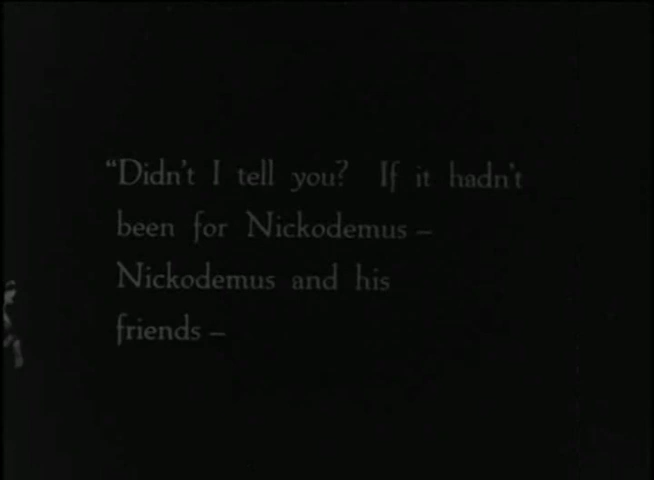 “Didn't I tell you? If it hadn't
been for Nickodemus –
Nickodemus and his
friends –